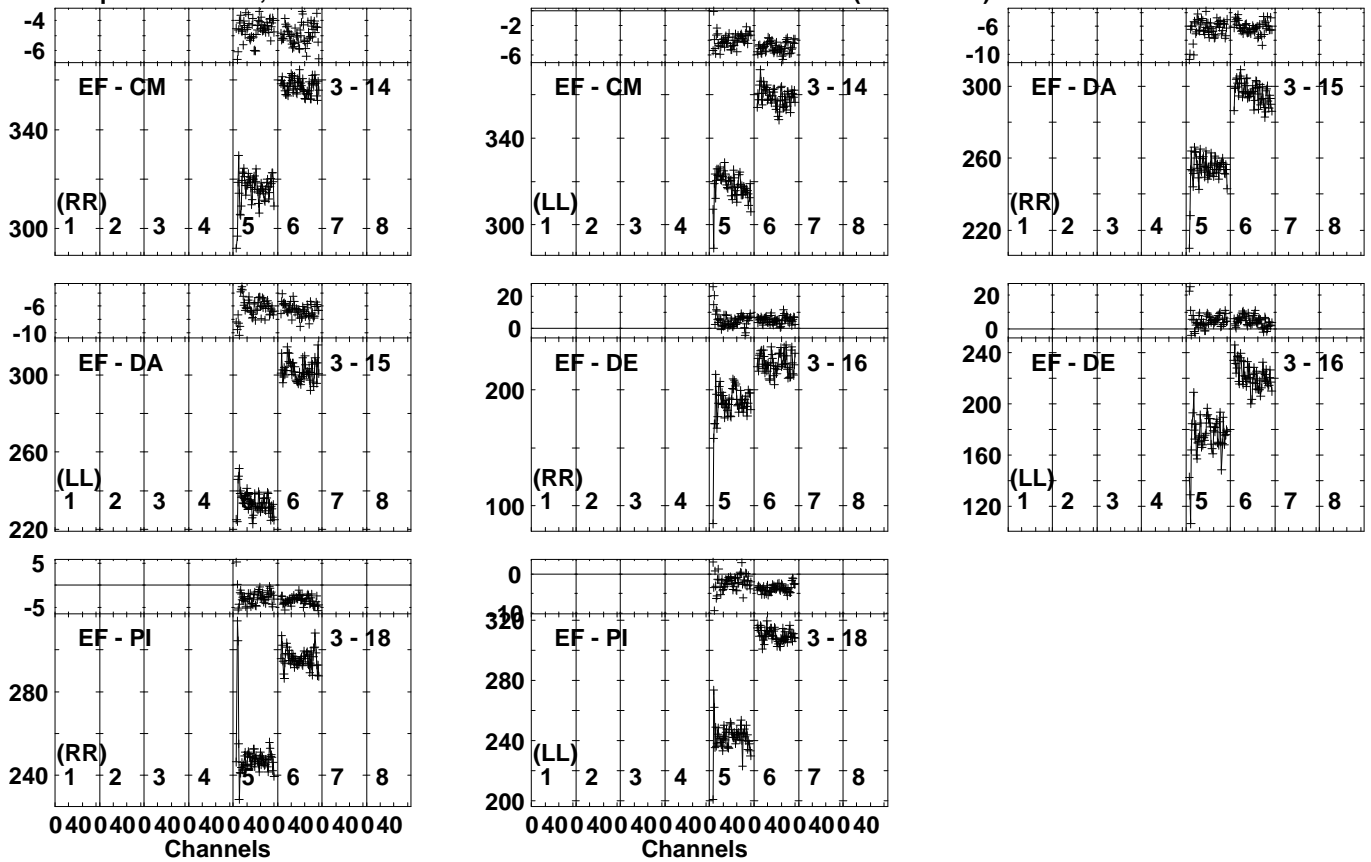 -4
-6
EF - CM 3 - 14
340
(RR)
300
1 2 3 4 5 6 7 8
-2
-6
EF - CM 3 - 14
340
(LL)
300
1 2 3 4 5 6 7 8
-6
-10
300
EF - DA 3 - 15
260
(RR)
220
1 2 3 4 5 6 7 8
-6
-10
EF - DA 3 - 15
300
260
(LL)
1 2 3 4 5 6 7 8
220
20
0
EF - DE 3 - 16
200
(RR)
1 2 3 4 5 6 7 8
100
20
0
240
EF - DE 3 - 16
200
160
(LL)
1 2 3 4 5 6 7 8
120
5
-5
EF - PI 3 - 18
280
(RR)
240
1 2 3 4 5 6 7 8
0
320
EF - PI 3 - 18
280
240
(LL)
1 2 3 4 5 6 7 8
200
0 40 0 40 0 40 0 40 0 40 0 40 0 40 0 40
Channels
0 40 0 40 0 40 0 40 0 40 0 40 0 40 0 40
Channels